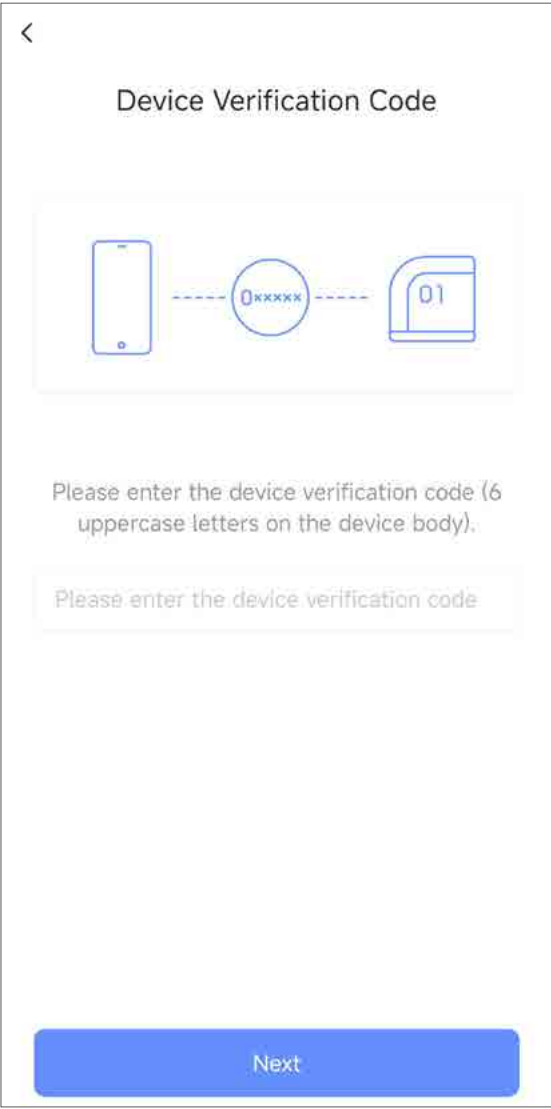 Device Verification Code
0×××××
01
Please enter the device verification code (6
uppercase letters on the device body).
Please enter the device verification code
Next